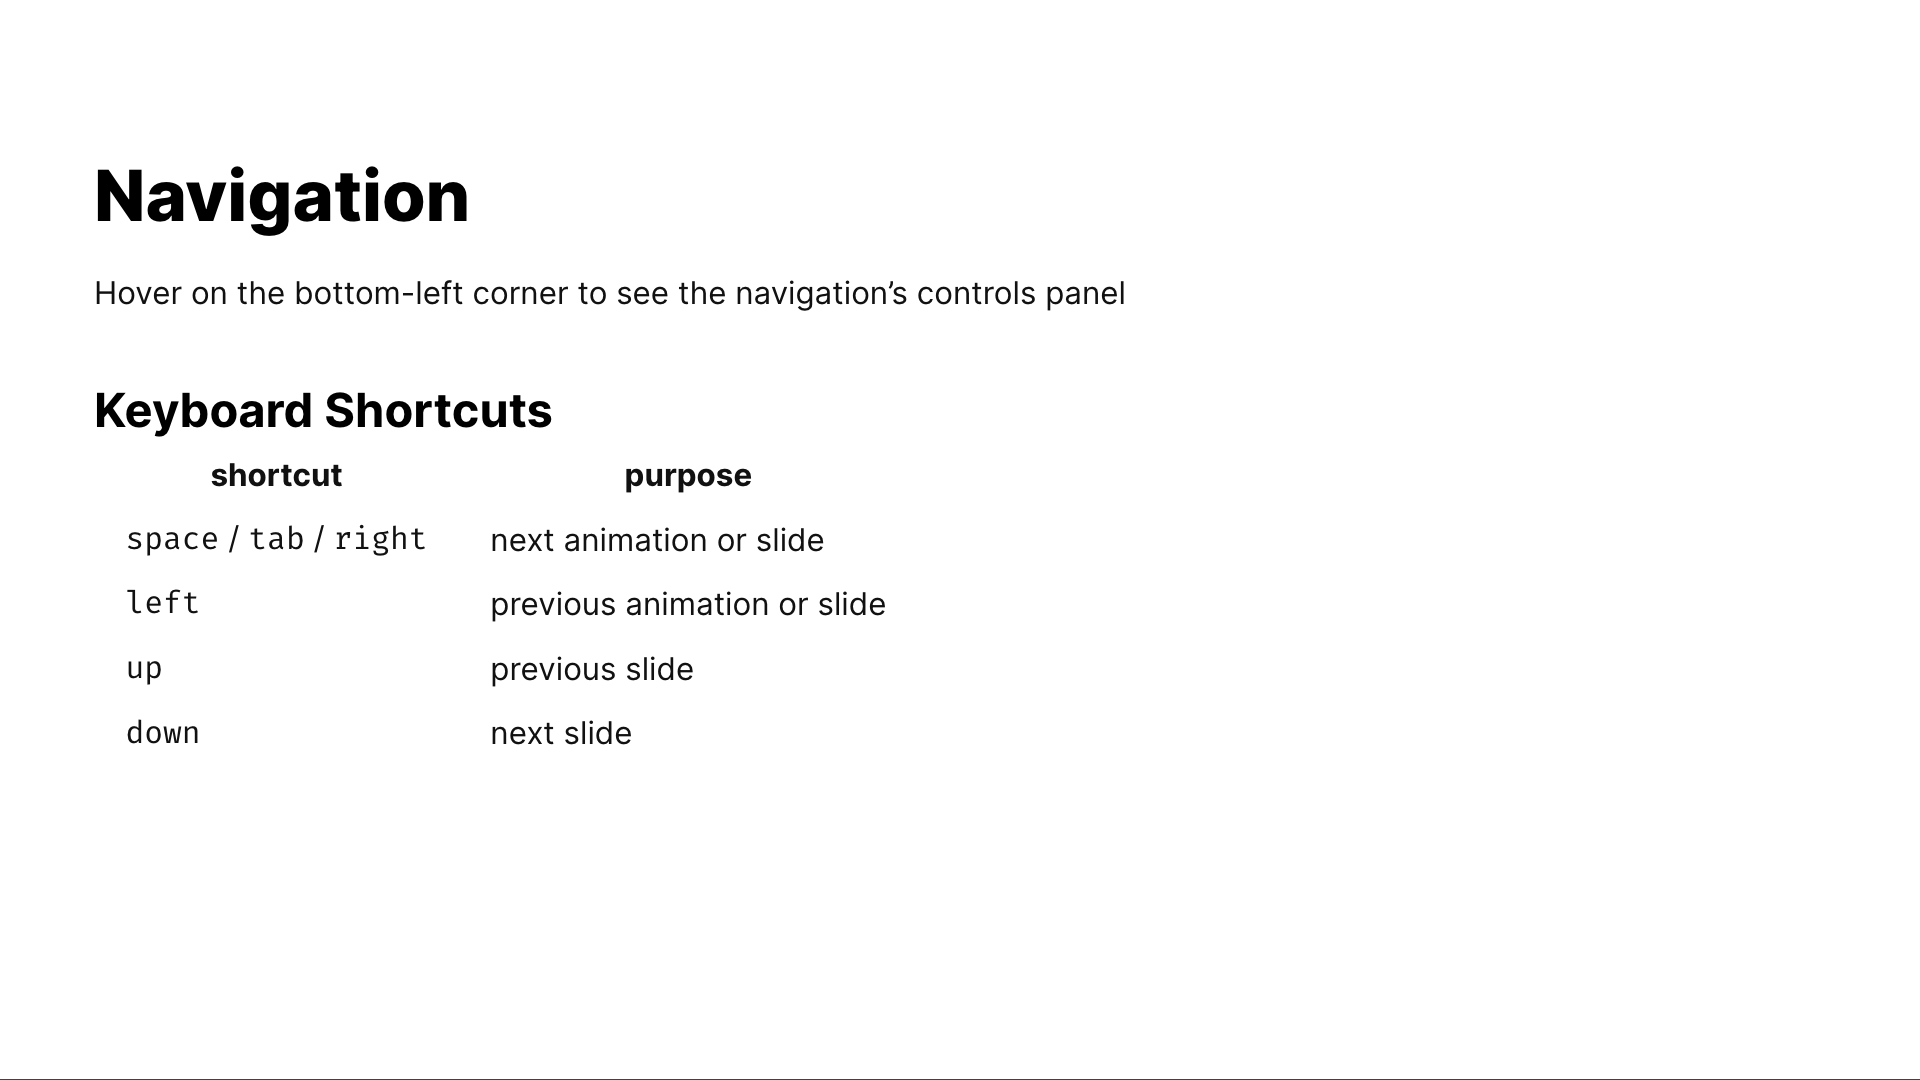 Navigation
Hover on the bottom-left corner to see the navigation’s controls panel
Keyboard Shortcuts
shortcut purpose
space / tab / right next animation or slide
left previous animation or slide
up previous slide
down next slide